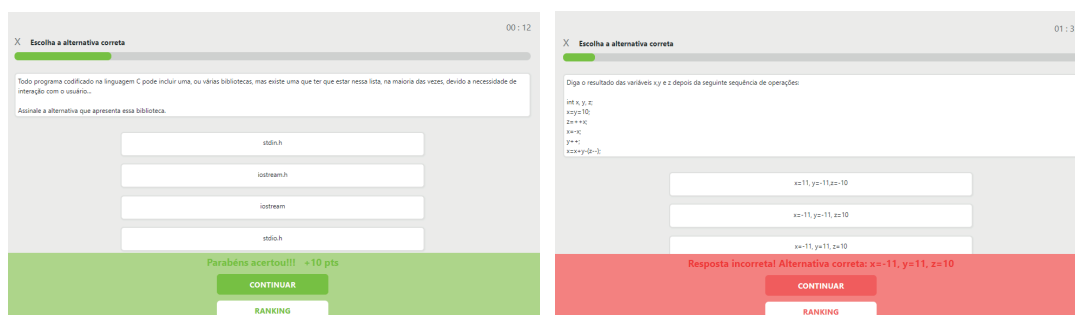 00 : 12
X Escolha a alternativa correta
Todo programa codificado na linguagem C pode incluir uma, ou várias bibliotecas, mas existe uma que ter que estar nessa lista, na maioria das vezes, devido a necessidade de
interação com o usuário...
Assinale a alternativa que apresenta essa biblioteca.
stdin.h
iostream.h
iostream
stdio.h
Parabéns acertou!!! +10 pts
CONTINUAR
RANKING
01 : 3
X Escolha a alternativa correta
Diga o resultado das variáveis x,y e z depois da seguinte sequência de operações:
int x, y, z;
x=y=10;
z=++x;
x=-x;
y++;
x=x+y-(z--);
x=11, y=-11,z=-10
x=-11, y=-11, z=10
x=-11, y=11, z=10
Resposta incorreta! Alternativa correta: x=-11, y=11, z=10
CONTINUAR
RANKING